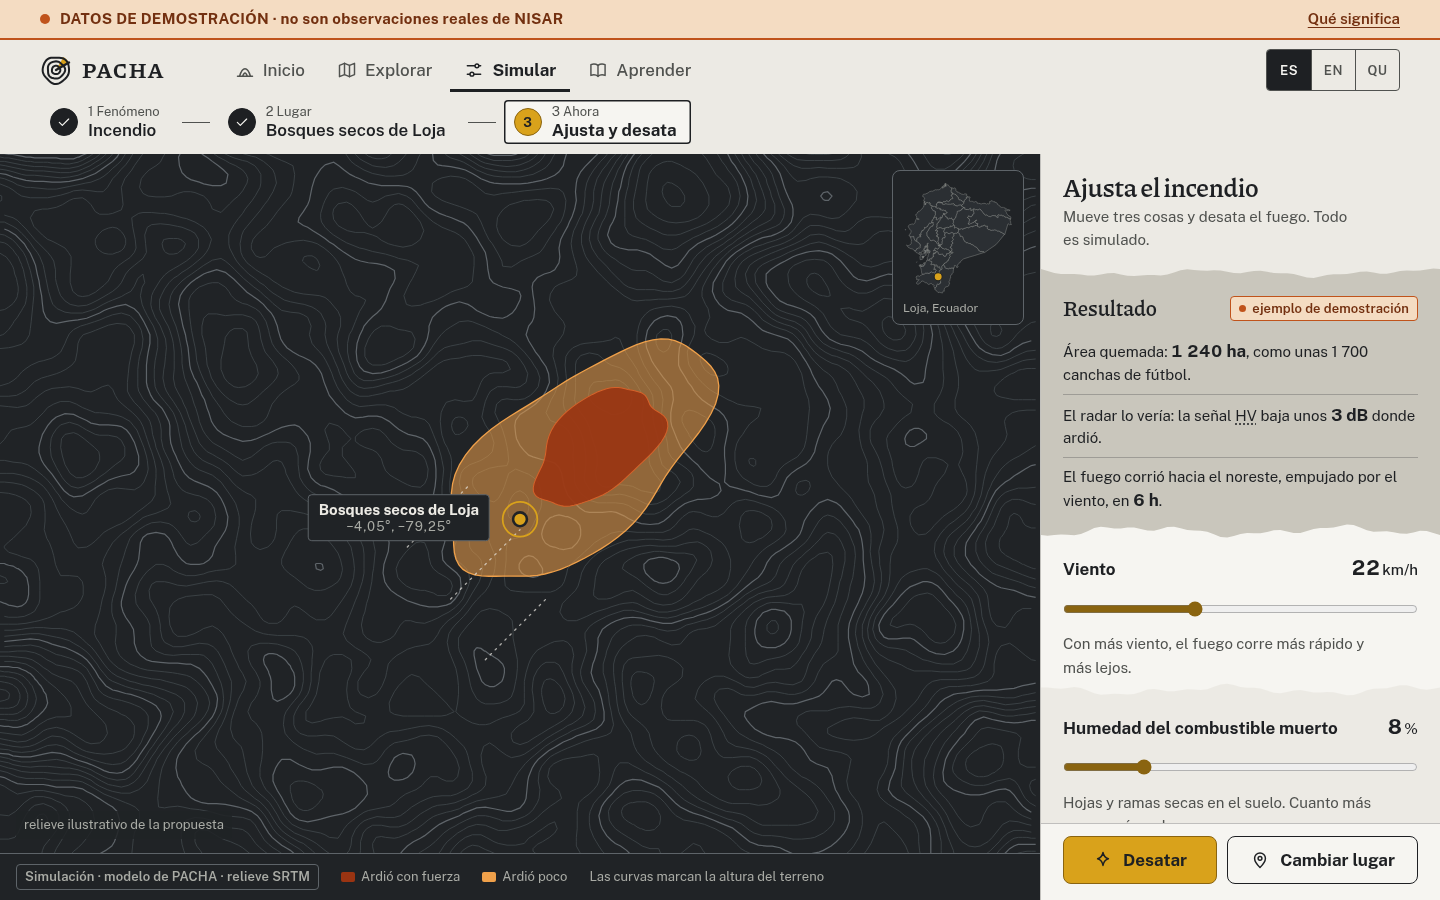 DATOS DE DEMOSTRACIÓN · no son observaciones reales de NISAR
Qué significa
PACHA
Inicio
Explorar
Simular
Aprender
ES
EN
QU
1 Fenómeno
Incendio
2 Lugar
Bosques secos de Loja
3
3 Ahora
Ajusta y desata
Loja, Ecuador
Bosques secos de Loja
−4,05°, −79,25°
relieve ilustrativo de la propuesta
Simulación · modelo de PACHA · relieve SRTM
Ardió con fuerza
Ardió poco
Las curvas marcan la altura del terreno
Ajusta el incendio
Mueve tres cosas y desata el fuego. Todo
es simulado.
Resultado
ejemplo de demostración
Área quemada: 1 240 ha, como unas 1 700
canchas de fútbol.
El radar lo vería: la señal HV baja unos 3 dB donde
ardió.
El fuego corrió hacia el noreste, empujado por el
viento, en 6 h.
Viento
22 km/h
Con más viento, el fuego corre más rápido y
más lejos.
Humedad del combustible muerto
8 %
Hojas y ramas secas en el suelo. Cuanto más
Desatar
Cambiar lugar